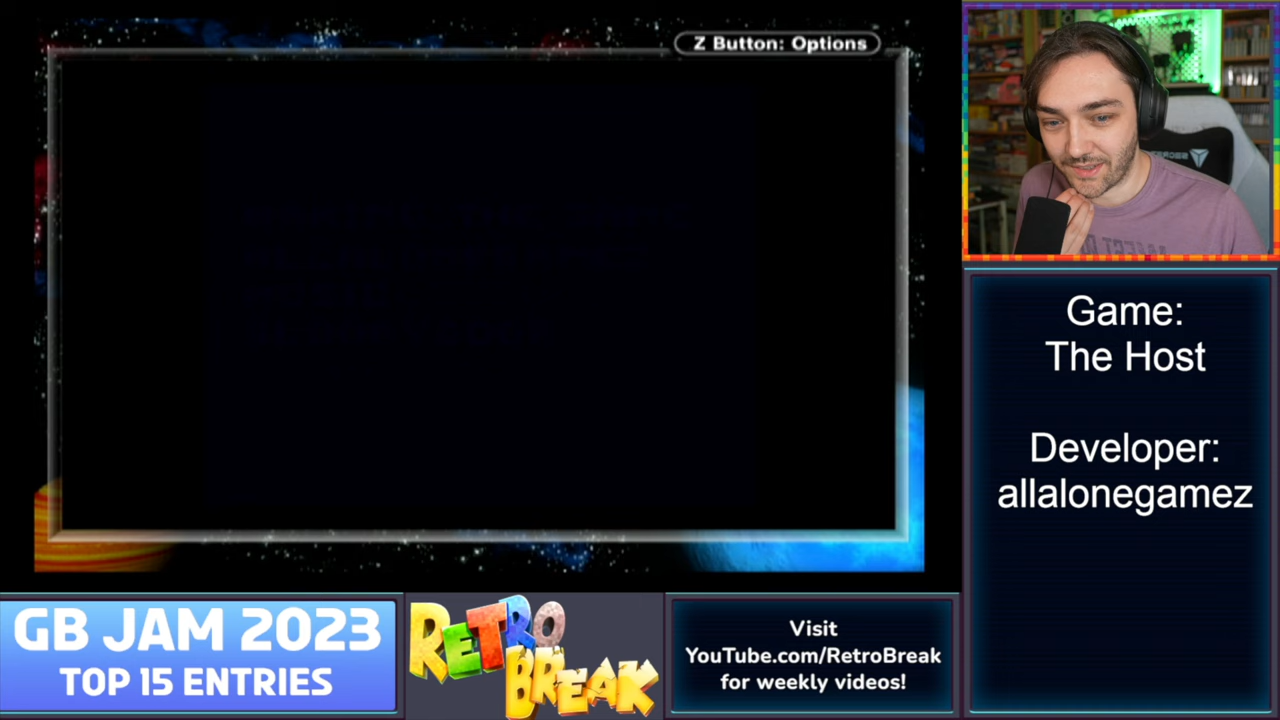 Z Button: Options
Game:
The Host
Developer:
allalonegamez
GB JAM 2023
TOP 15 ENTRIES
RETRO
BREAK
Visit
YouTube.com/RetroBreak
for weekly videos!